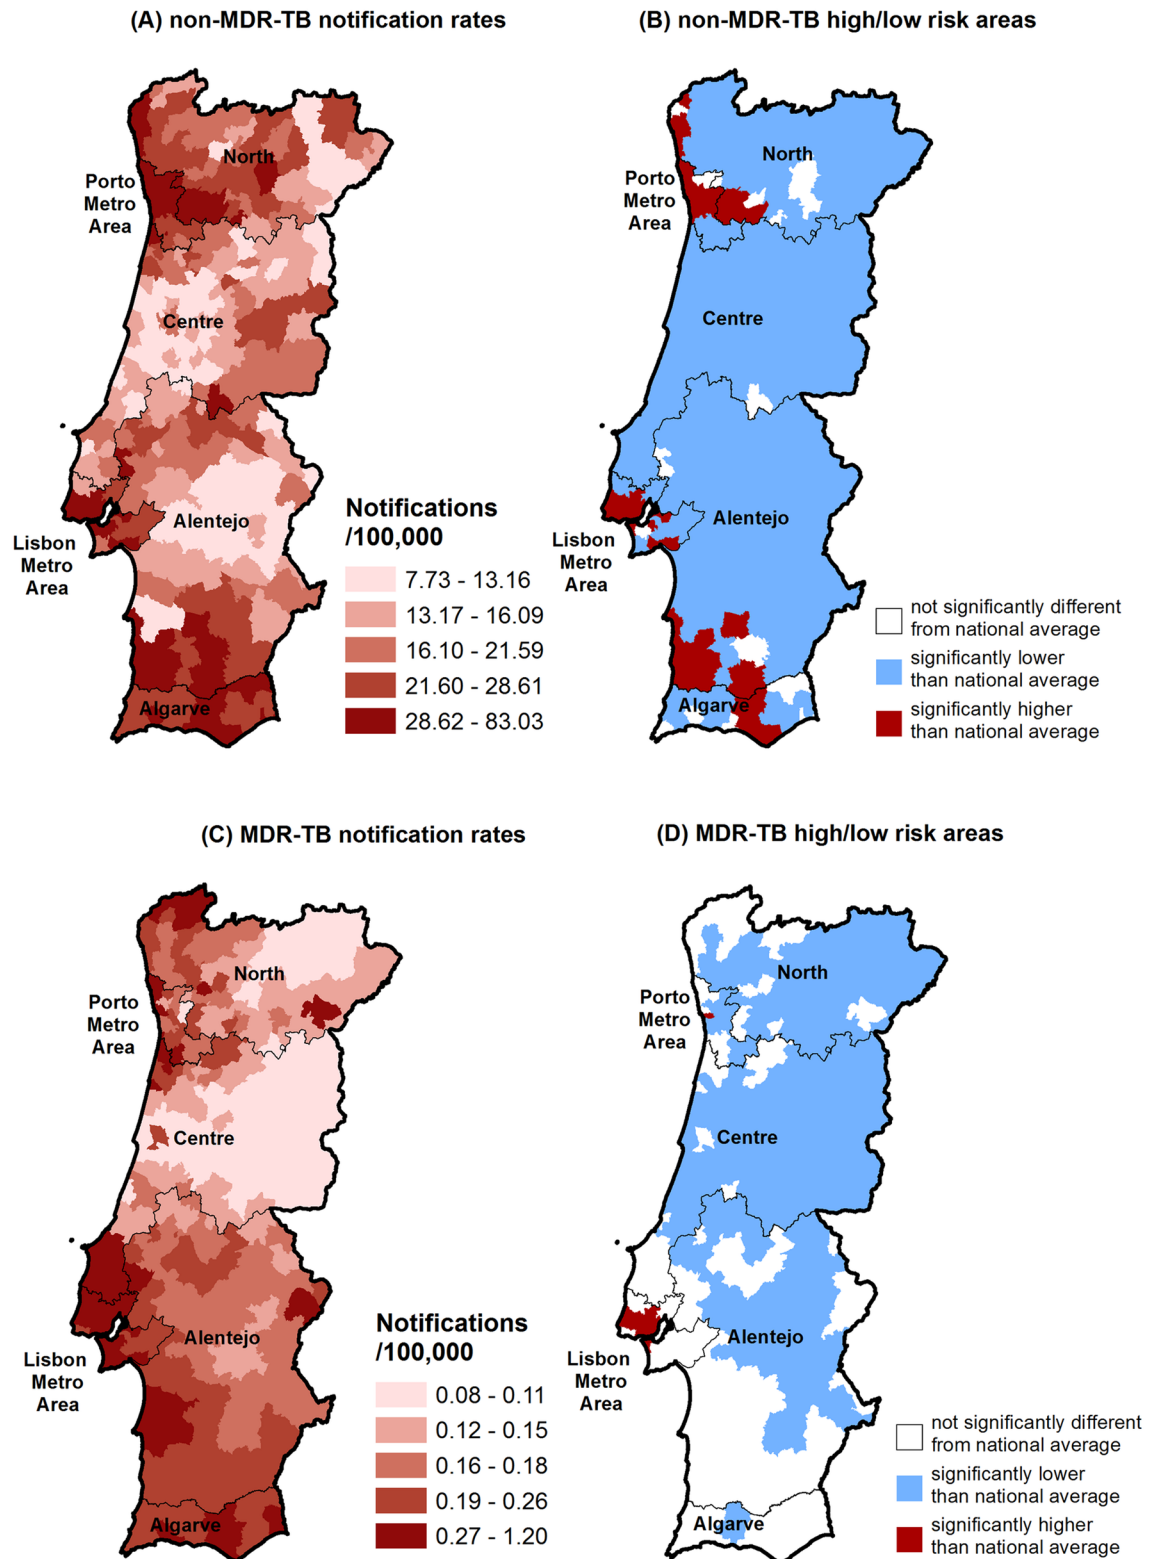 (A) non-MDR-TB notification rates
North
Porto
Metro
Area
Centre
Alentejo
Lisbon
Metro
Area
Algarve
Notifications
/100,000
7.73 - 13.16
13.17 - 16.09
16.10 - 21.59
21.60 - 28.61
28.62 - 83.03
(B) non-MDR-TB high/low risk areas
North
Porto
Metro
Area
Centre
Alentejo
Lisbon
Metro
Area
Algarve
not significantly different
from national average
significantly lower
than national average
significantly higher
than national average
(C) MDR-TB notification rates
North
Porto
Metro
Area
Centre
Alentejo
Lisbon
Metro
Area
Algarve
Notifications
/100,000
0.08 - 0.11
0.12 - 0.15
0.16 - 0.18
0.19 - 0.26
0.27 - 1.20
(D) MDR-TB high/low risk areas
North
Porto
Metro
Area
Centre
Alentejo
Lisbon
Metro
Area
Algarve
not significantly different
from national average
significantly lower
than national average
significantly higher
than national average